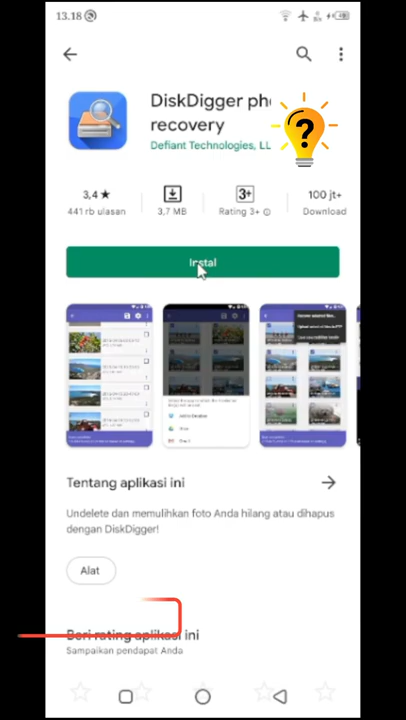 13.18
DiskDigger pho
recovery
Defiant Technologies, LL
3,4 ★
441 rb ulasan
3,7 MB
3+
Rating 3+
100 jt+
Download
Instal
Tentang aplikasi ini
Undelete dan memulihkan foto Anda hilang atau dihapus
dengan DiskDigger!
Alat
Beri rating aplikasi ini
Sampaikan pendapat Anda